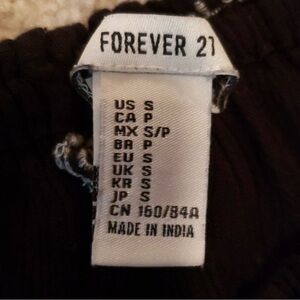 FOREVER 21
US S
CA P
MX S/P
BR P
EU S
UK S
KR S
JP S
CN 160/84A
MADE IN INDIA